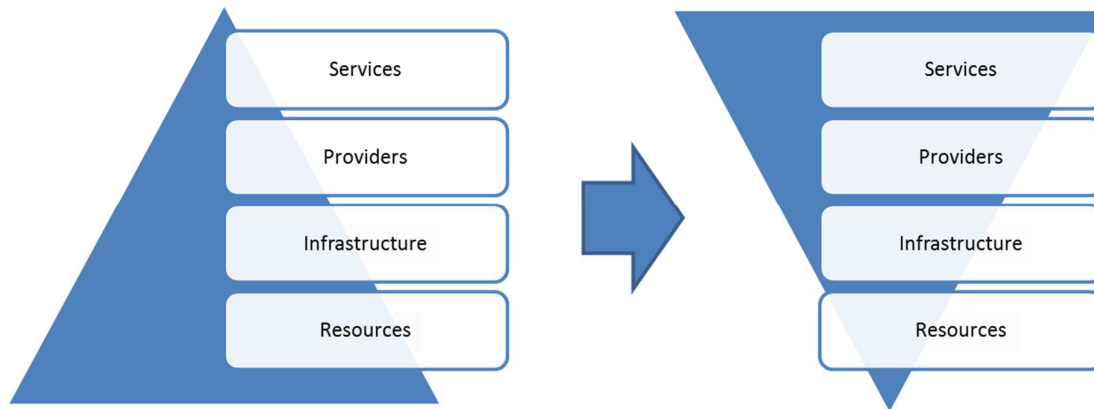 Services
Providers
Infrastructure
Resources
Services
Providers
Infrastructure
Resources